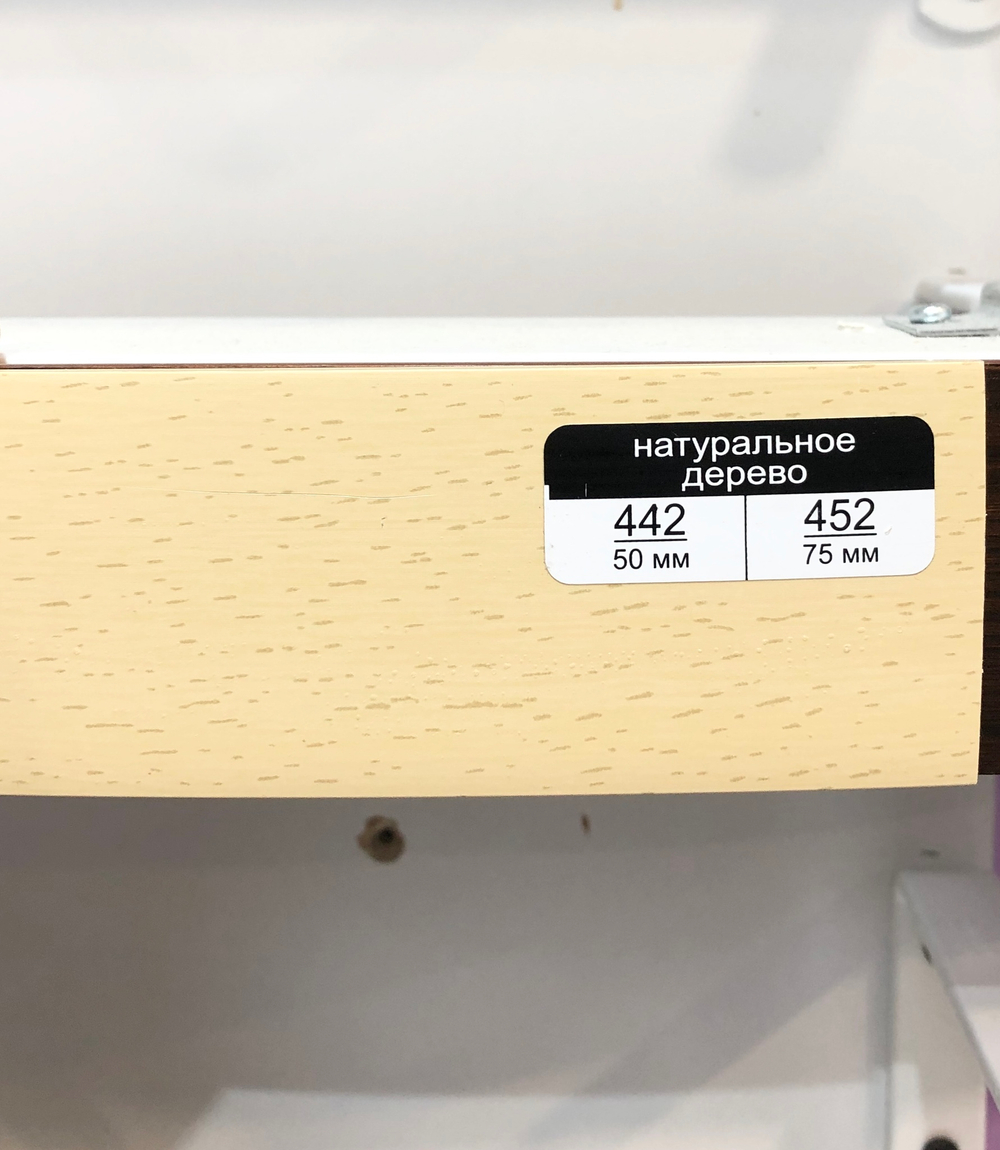 натуральное
дерево
442 452
50 мм 75 мм